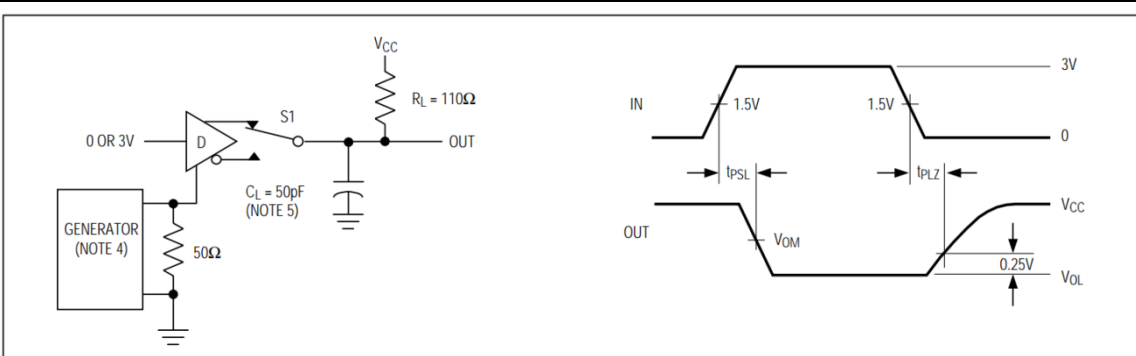 VCC
RL = 110Ω
S1
0 OR 3V
D
OUT
CL = 50pF
(NOTE 5)
GENERATOR
(NOTE 4)
50Ω
3V
IN
1.5V
1.5V
0
tPSL
tPLZ
VCC
OUT
VOM
0.25V
VOL